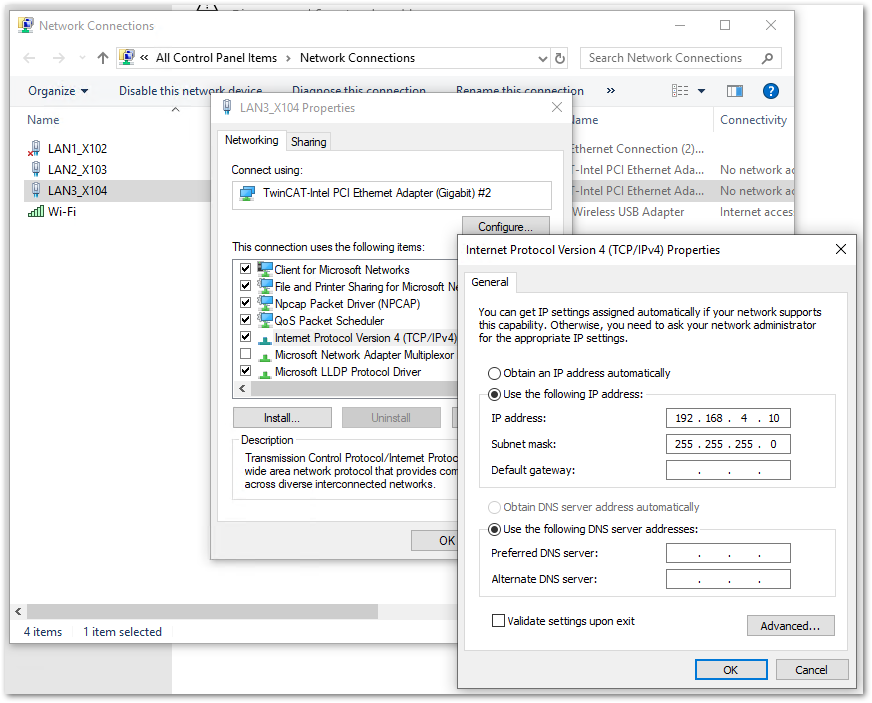 Network Connections
All Control Panel Items
Network Connections
Search Network Connections
Organize
Disable this network device
Diagnose this connection
Rename this connection
»
?
Name
Connectivity
LAN1_X102
Ethernet Connection (2)...
LAN2_X103
-Intel PCI Ethernet Ada...
No network
LAN3_X104
-Intel PCI Ethernet Ada...
No network
Wi-Fi
Wireless USB Adapter
Internet
4 items
1 item selected
LAN3_X104 Properties
Networking
Sharing
Connect using:
TwinCAT-Intel PCI Ethernet Adapter (Gigabit) #2
Configure...
This connection uses the following items:
Client for Microsoft Networks
File and Printer Sharing for Microsoft
Npcap Packet Driver (NPCAP)
QoS Packet Scheduler
Internet Protocol Version 4 (TCP/IPv4)
Microsoft Network Adapter Multiplexor
Microsoft LLDP Protocol Driver
Install...
Uninstall
Description
Transmission Control Protocol/Internet
wide area network protocol that provides
across diverse interconnected networks.
OK
Internet Protocol Version 4 (TCP/IPv4) Properties
General
You can get IP settings assigned automatically if your network supports
this capability. Otherwise, you need to ask your network administrator
for the appropriate IP settings.
Obtain an IP address automatically
Use the following IP address:
IP address:
192 . 168 . 4 . 10
Subnet mask:
255 . 255 . 255 . 0
Default gateway:
. . .
Obtain DNS server address automatically
Use the following DNS server addresses:
Preferred DNS server:
. . .
Alternate DNS server:
. . .
Validate settings upon exit
Advanced...
OK
Cancel